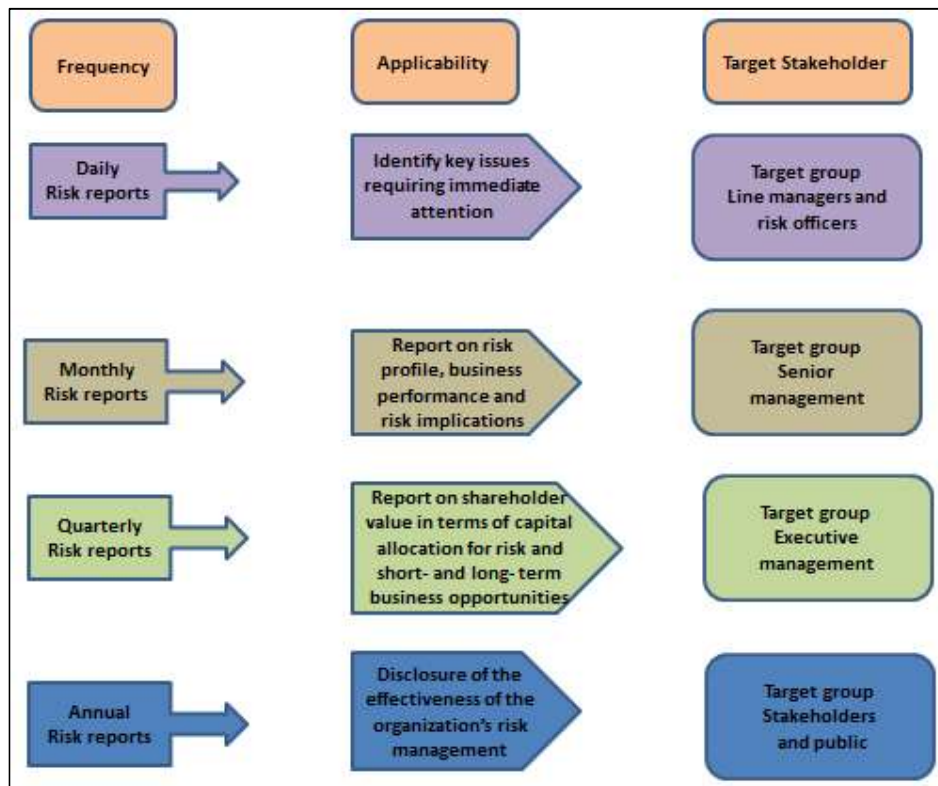 Frequency
Applicability
Target Stakeholder
Daily
Risk reports
Identify key issues
requiring immediate
attention
Target group
Line managers and
risk officers
Monthly
Risk reports
Report on risk
profile, business
performance and
risk implications
Target group
Senior
management
Quarterly
Risk reports
Report on shareholder
value in terms of capital
allocation for risk and
short- and long- term
business opportunities
Target group
Executive
management
Annual
Risk reports
Disclosure of the
effectiveness of the
organization's risk
management
Target group
Stakeholders
and public